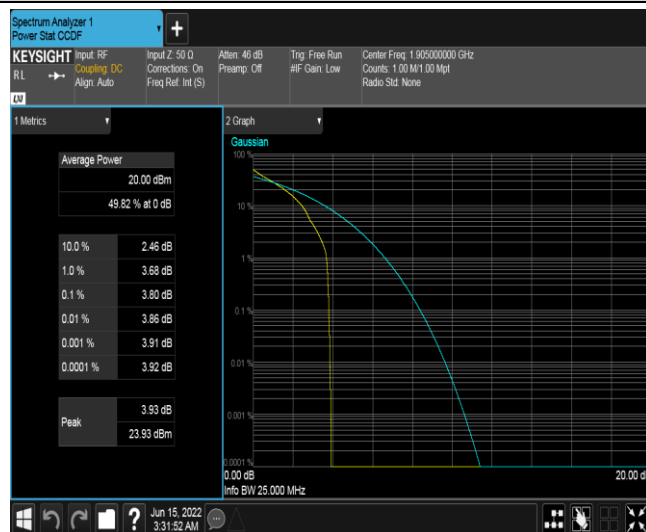 Spectrum Analyzer 1
Power Stat CCDF
+
KEYSIGHT
RL
LXI
Input: RF
Coupling: DC
Align: Auto
Input Z: 50 Ω
Corrections: On
Freq Ref: Int (S)
Atten: 46 dB
Preamp: Off
Trig: Free Run
#IF Gain: Low
Center Freq: 1.905000000 GHz
Counts: 1.00 M/1.00 Mpt
Radio Std: None
1 Metrics
Average Power
20.00 dBm
49.82 % at 0 dB
10.0 % 2.46 dB
1.0 % 3.68 dB
0.1 % 3.80 dB
0.01 % 3.86 dB
0.001 % 3.91 dB
0.0001 % 3.92 dB
Peak
3.93 dB
23.93 dBm
2 Graph
Gaussian
100 %
10 %
1 %
0.1 %
0.01 %
0.001 %
0.0001 %
0.00 dB
20.00 d
Info BW 25.000 MHz
?
Jun 15, 2022
3:31:52 AM